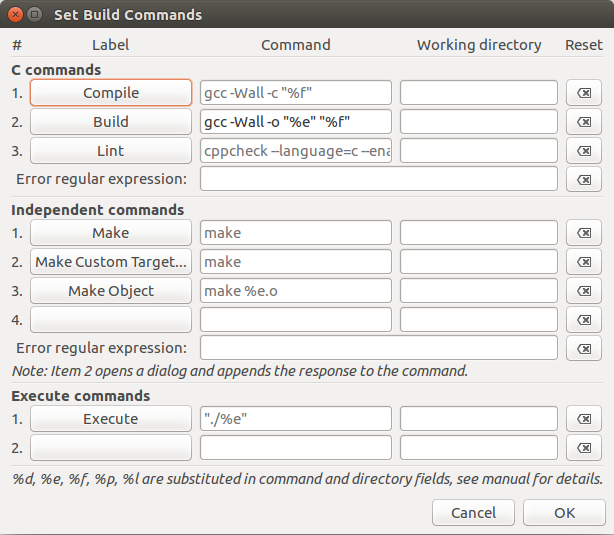 Set Build Commands
# Label Command Working directory Reset
C commands
1. Compile gcc -Wall -c "%f"
2. Build gcc -Wall -o "%e" "%f"
3. Lint cppcheck --language=c --ena
Error regular expression:
Independent commands
1. Make make
2. Make Custom Target... make
3. Make Object make %e.o
4.
Error regular expression:
Note: Item 2 opens a dialog and appends the response to the command.
Execute commands
1. Execute "./%e"
2.
%d, %e, %f, %p, %l are substituted in command and directory fields, see manual for details.
Cancel OK